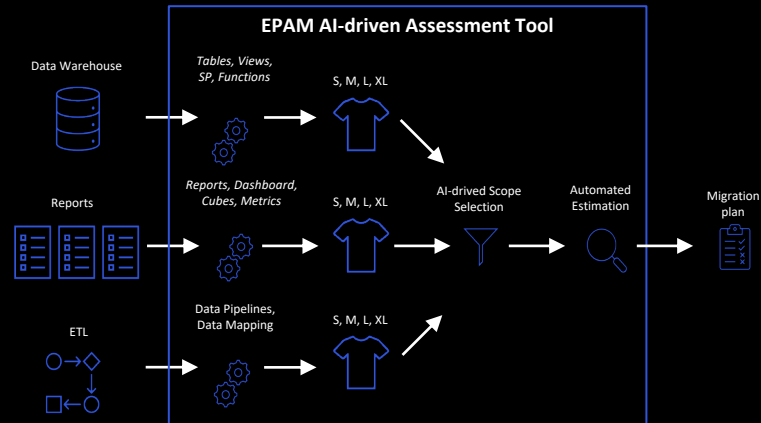 EPAM AI-driven Assessment Tool
Data Warehouse
Tables, Views,
SP, Functions
S, M, L, XL
Reports
Reports, Dashboard,
Cubes, Metrics
S, M, L, XL
AI-drived Scope
Selection
Automated
Estimation
Migration
plan
ETL
Data Pipelines,
Data Mapping
S, M, L, XL